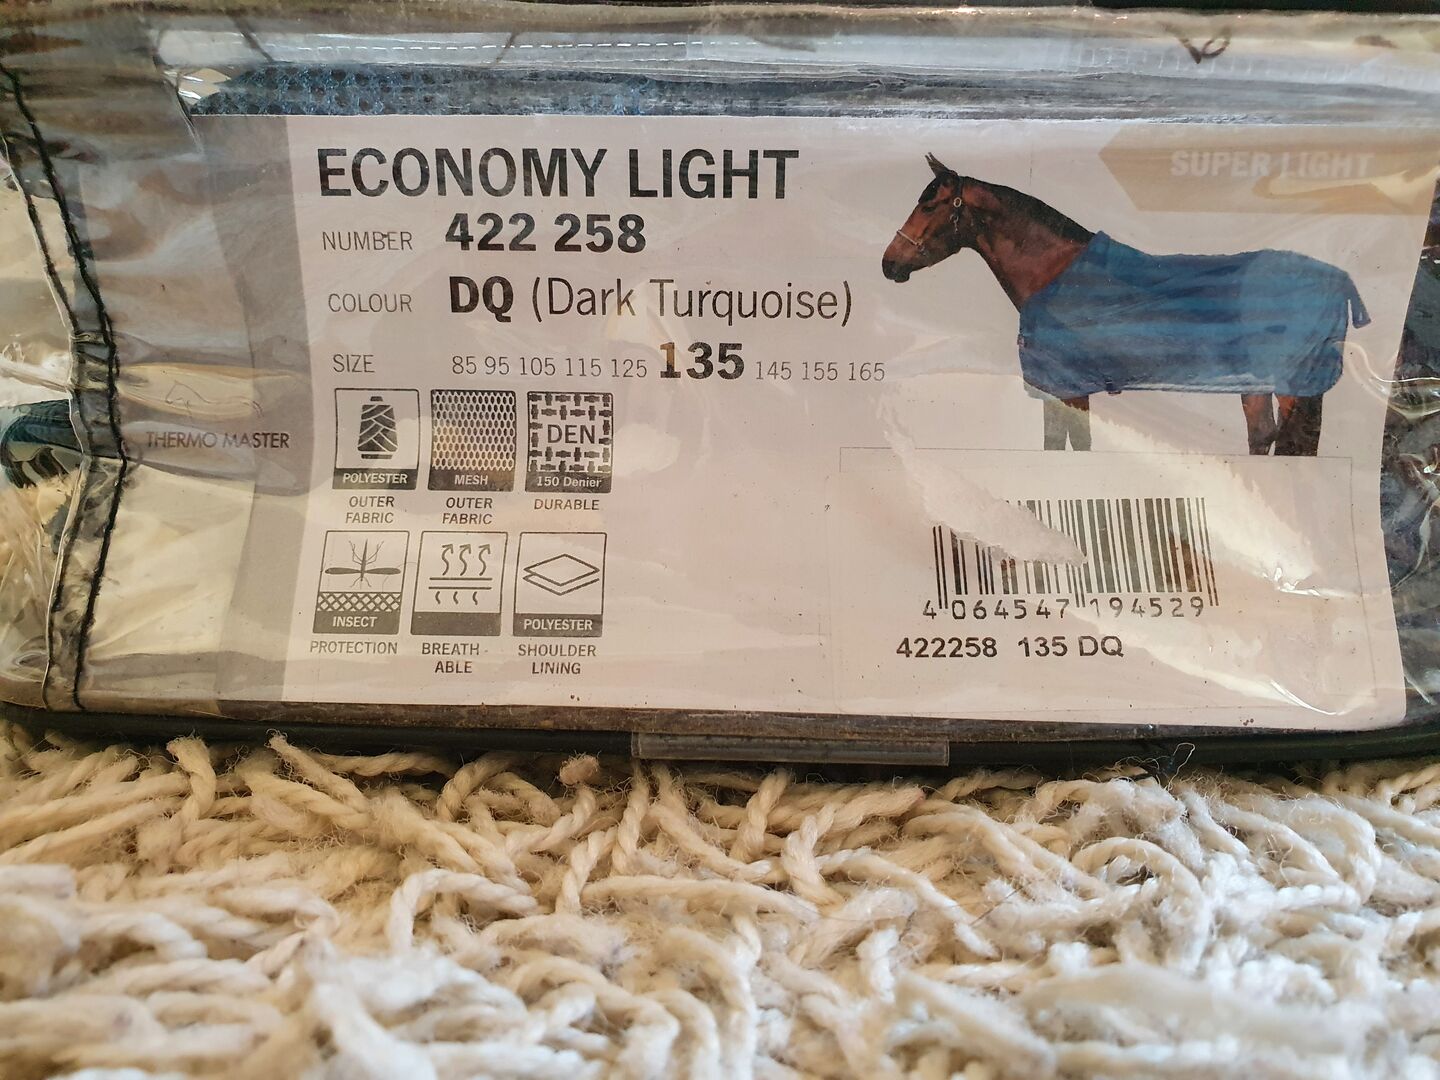 ECONOMY LIGHT
SUPER LIGHT
NUMBER 422 258
COLOUR DQ (Dark Turquoise)
SIZE 85 95 105 115 125 135 145 155 165
THERMO MASTER
POLYESTER
OUTER
FABRIC
MESH
OUTER
FABRIC
DEN
150 Denier
DURABLE
INSECT
PROTECTION
BREATH-
ABLE
POLYESTER
SHOULDER
LINING
4 064547 194529
422258 135 DQ